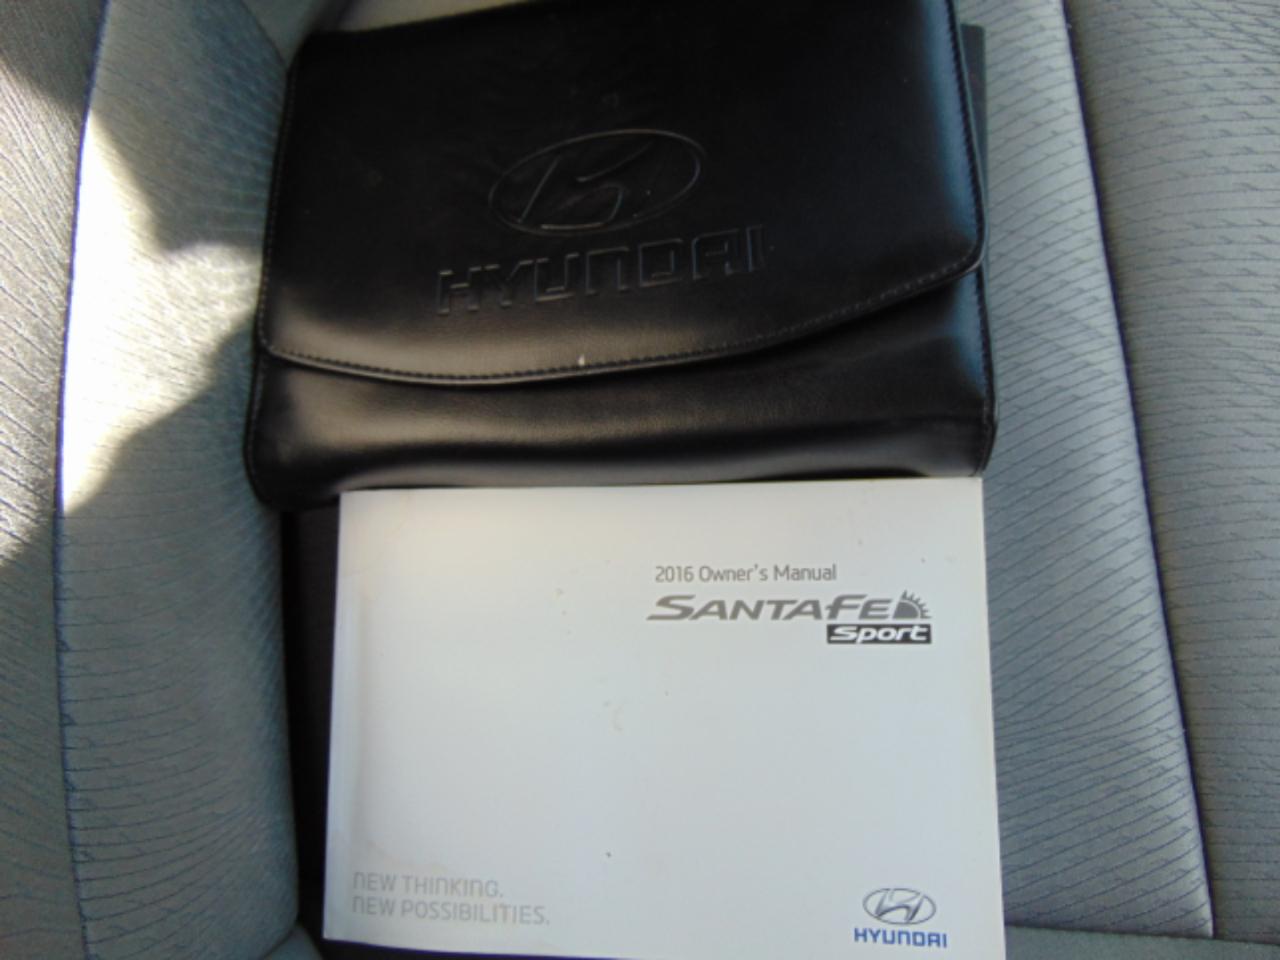 HYUNDAI
2016 Owner's Manual
SANTAFE
Sport
NEW THINKING.
NEW POSSIBILITIES.
HYUNDAI